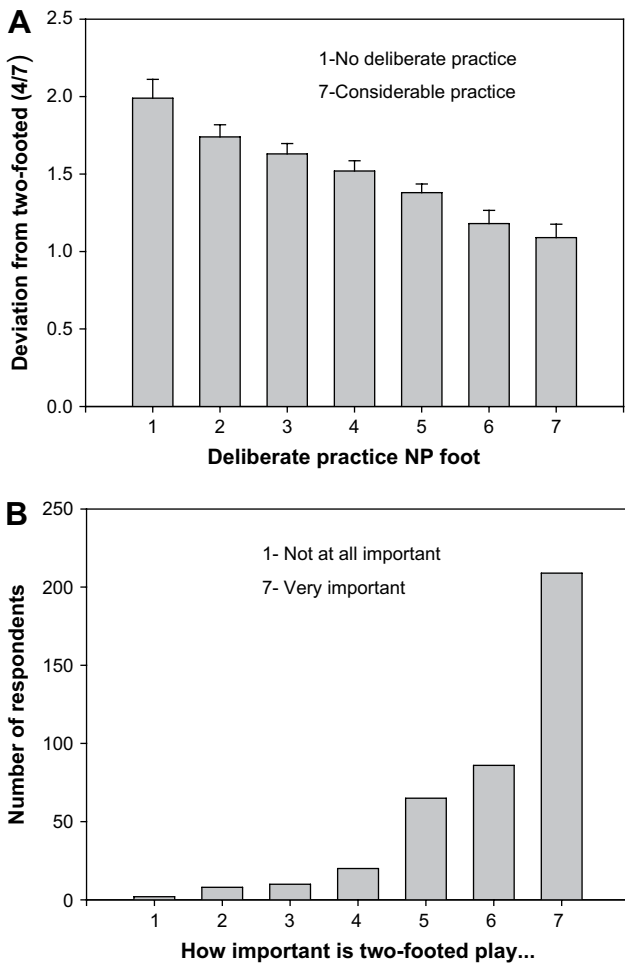 A
Deviation from two-footed (4/7)
2.5
2.0
1.5
1.0
0.5
0.0
1-No deliberate practice
7-Considerable practice
1 2 3 4 5 6 7
Deliberate practice NP foot
B
Number of respondents
250
200
150
100
50
0
1- Not at all important
7- Very important
1 2 3 4 5 6 7
How important is two-footed play...